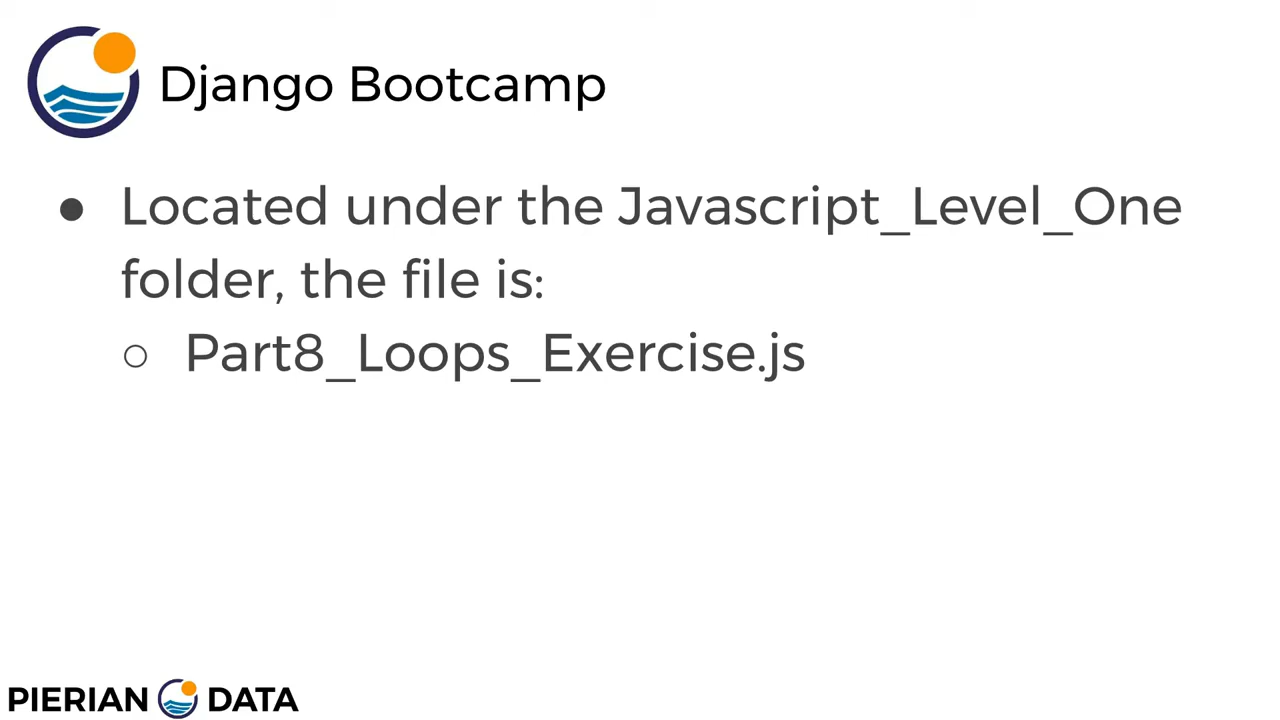 Django Bootcamp
● Located under the Javascript_Level_One
folder, the file is:
○ Part8_Loops_Exercise.js
PIERIAN DATA